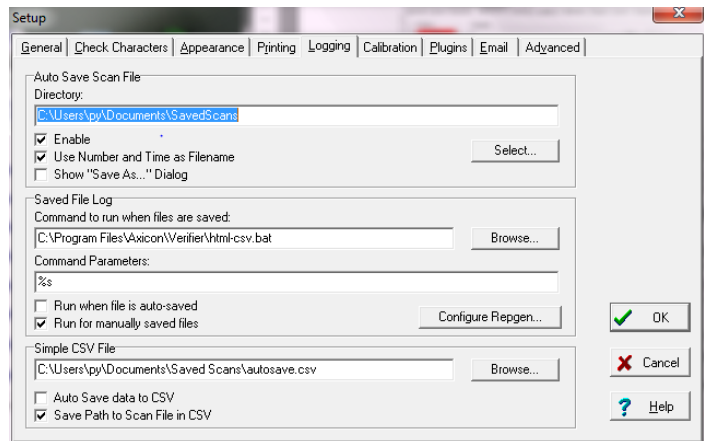 Setup
General
Check Characters
Appearance
Printing
Logging
Calibration
Plugins
Email
Advanced
Auto Save Scan File
Directory:
C:\Users\py\Documents\SavedScans
Enable
Use Number and Time as Filename
Select...
Show "Save As..." Dialog
Saved File Log
Command to run when files are saved:
C:\Program Files\Axicon\Verifier\html-csv.bat
Browse...
Command Parameters:
%s
Run when file is auto-saved
Run for manually saved files
Configure Repgen...
OK
Simple CSV File
C:\Users\py\Documents\Saved Scans\autosave.csv
Browse...
Cancel
Auto Save data to CSV
Save Path to Scan File in CSV
Help